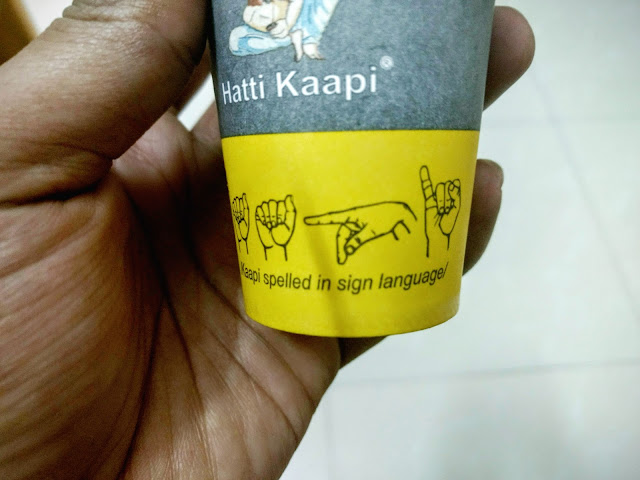 Hatti Kaapi®
Kaapi spelled in sign language/